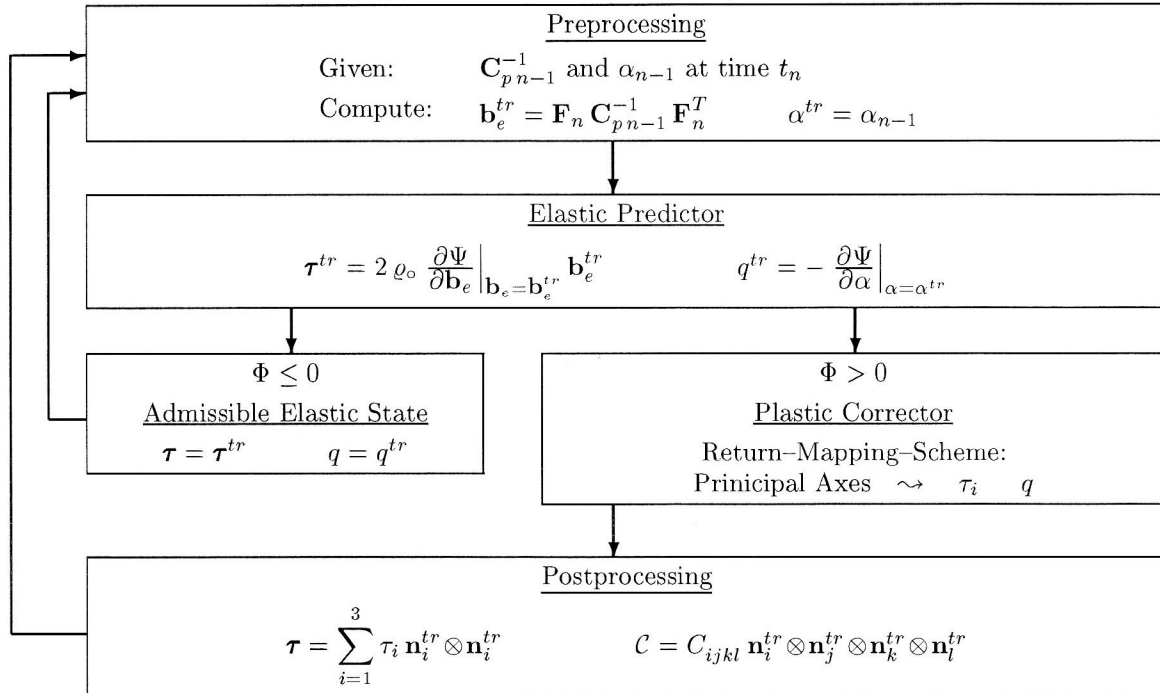 Preprocessing
Given: C_{p n−1}^{−1} and α_{n−1} at time t_n
Compute: b_e^{tr} = F_n C_{p n−1}^{−1} F_n^T α^{tr} = α_{n−1}
Elastic Predictor
τ^{tr} = 2 ϱ_∘ ∂Ψ/∂b_e |_{b_e=b_e^{tr}} b_e^{tr} q^{tr} = − ∂Ψ/∂α |_{α=α^{tr}}
Φ ≤ 0
Admissible Elastic State
τ = τ^{tr} q = q^{tr}
Φ > 0
Plastic Corrector
Return–Mapping–Scheme:
Prinicipal Axes ⤳ τ_i q
Postprocessing
τ = ∑_{i=1}^{3} τ_i n_i^{tr} ⊗ n_i^{tr} 𝒞 = C_{ijkl} n_i^{tr} ⊗ n_j^{tr} ⊗ n_k^{tr} ⊗ n_l^{tr}